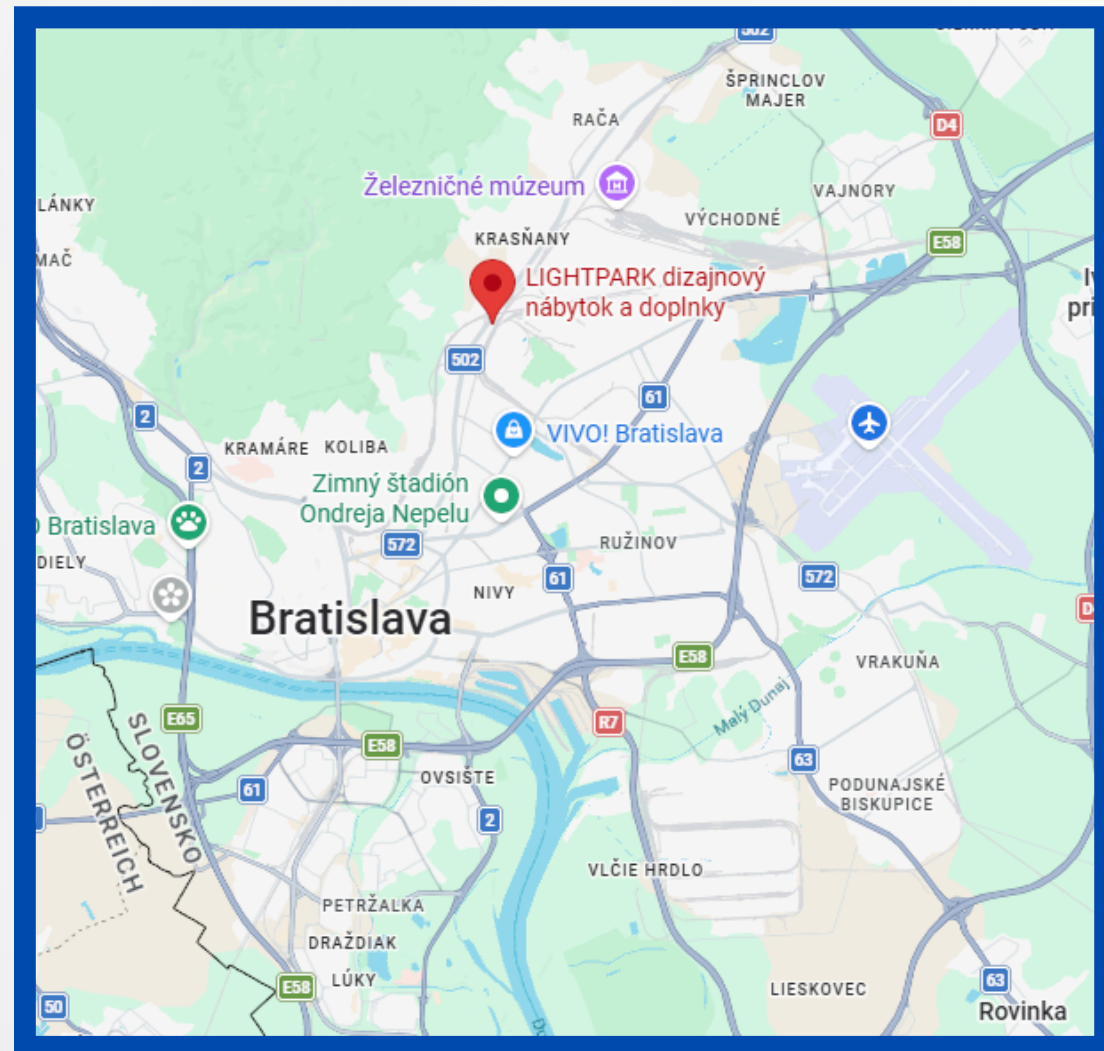 502
ŠPRINCLOV
MAJER
RAČA
D4
Železničné múzeum
VAJNORY
LÁNKY
VÝCHODNÉ
KRASŇANY
E58
MAČ
LIGHTPARK dizajnový
nábytok a doplnky
pri
502
61
2
VIVO! Bratislava
KRAMÁRE
KOLIBA
2
Zimný štadión
Ondreja Nepelu
Bratislava
572
RUŽINOV
DIELY
61
572
NIVY
Bratislava
E58
VRAKUŇA
Malý Dunaj
E65
R7
SLOVENSKO
ÖSTERREICH
E58
63
OVSIŠTE
PODUNAJSKÉ
BISKUPICE
61
2
VLČIE HRDLO
PETRŽALKA
DRAŽDIAK
LÚKY
E58
LIESKOVEC
63
50
Rovinka